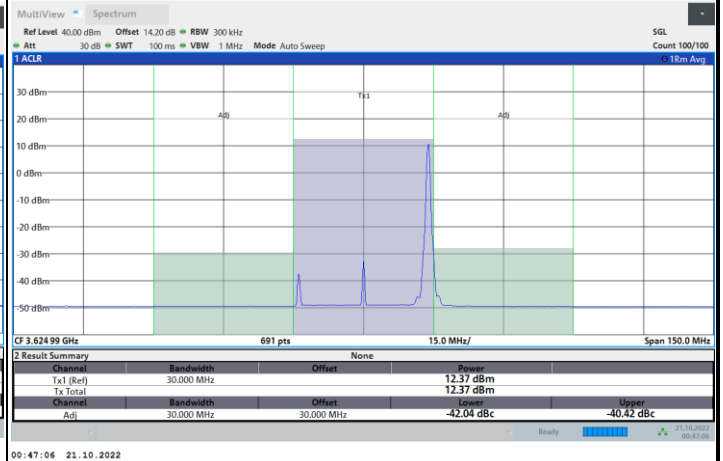 MultiView Spectrum
Ref Level 40.00 dBm Offset 14.20 dB RBW 300 kHz SGL
Att 30 dB SWT 100 ms VBW 1 MHz Mode Auto Sweep Count 100/100
1 ACLR 1Rm Avg
30 dBm
Tx1
20 dBm
Adj Adj
10 dBm
0 dBm
-10 dBm
-20 dBm
-30 dBm
-40 dBm
-50 dBm
CF 3.624 99 GHz 691 pts 15.0 MHz/ Span 150.0 MHz
2 Result Summary None
Channel Bandwidth Offset Power
Tx1 (Ref) 30.000 MHz 12.37 dBm
Tx Total 12.37 dBm
Channel Bandwidth Offset Lower Upper
Adj 30.000 MHz 30.000 MHz -42.04 dBc -40.42 dBc
Ready 21.10.2022
00:47:06
00:47:06 21.10.2022